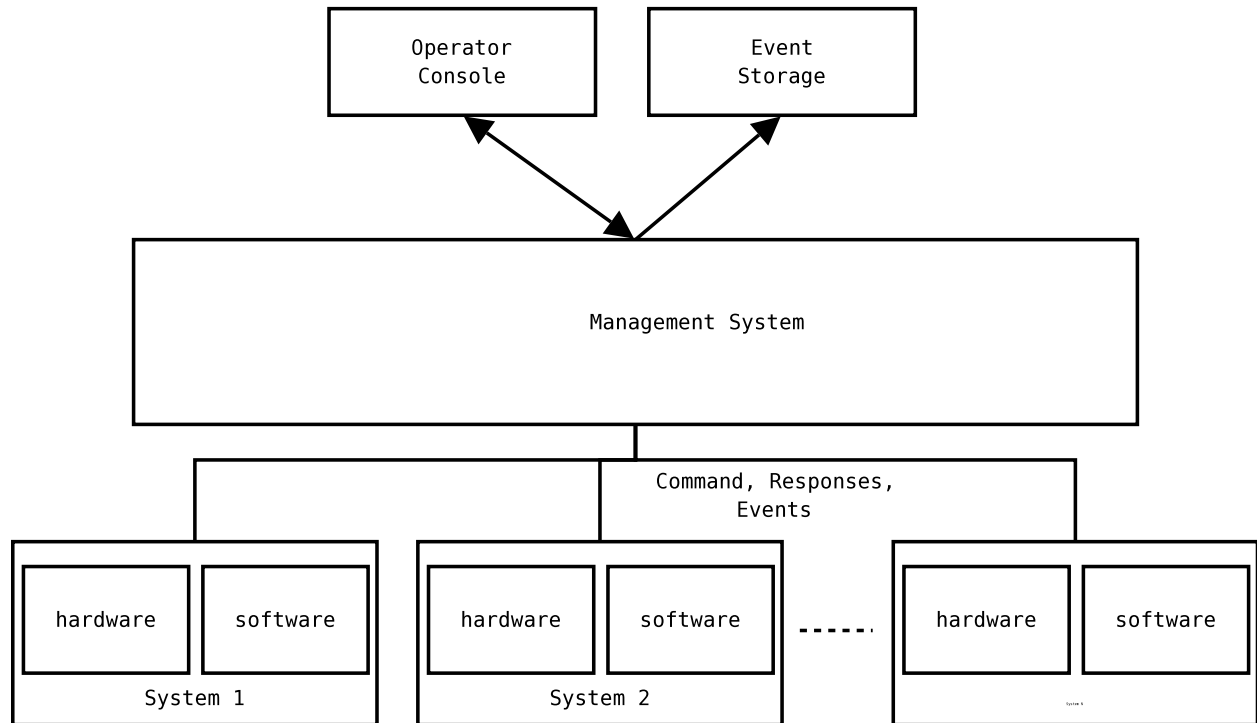 Operator
Console
Event
Storage
Management System
Command, Responses,
Events
hardware
software
hardware
software
hardware
software
System 1
System 2
System